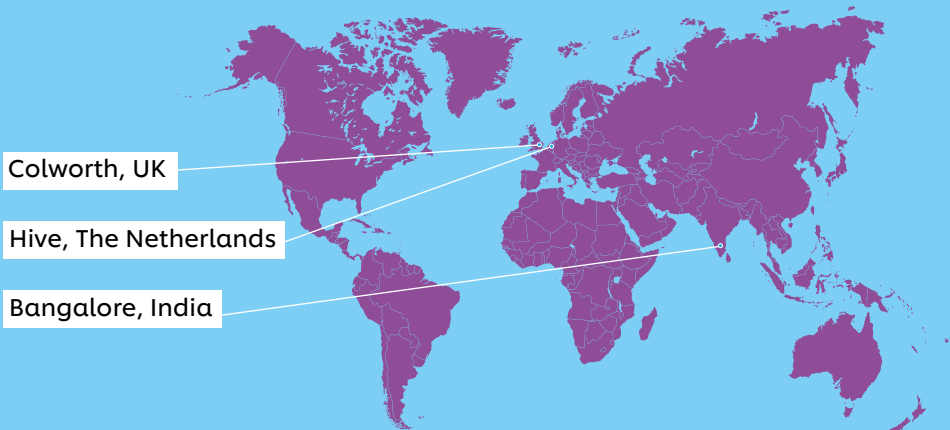 Colworth, UK
Hive, The Netherlands
Bangalore, India